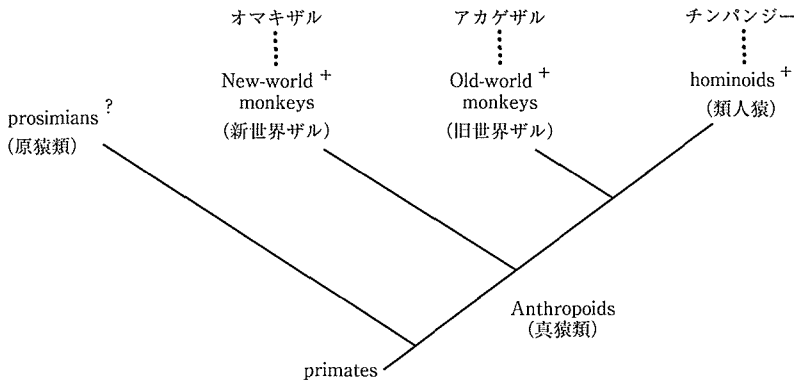 オマキザル
アカゲザル
チンパンジー
New-world +
monkeys
(新世界ザル)
Old-world +
monkeys
(旧世界ザル)
hominoids +
(類人猿)
prosimians ?
(原猿類)
Anthropoids
(真猿類)
primates